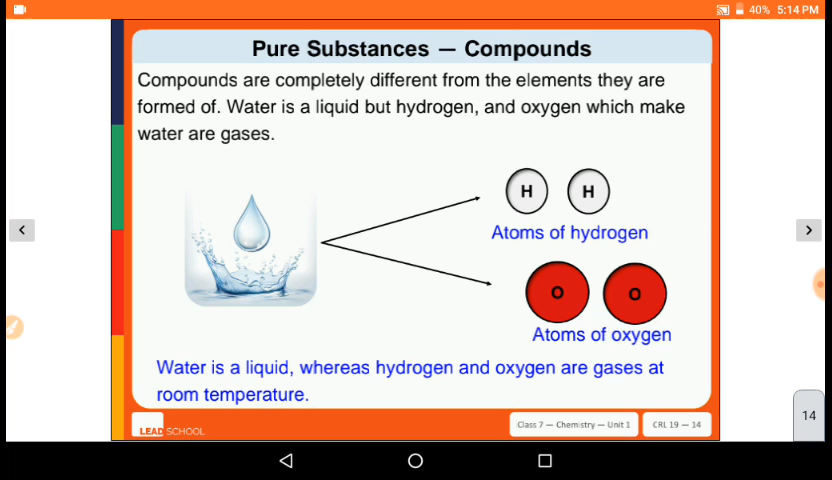 40% 5:14 PM
Pure Substances — Compounds
Compounds are completely different from the elements they are
formed of. Water is a liquid but hydrogen, and oxygen which make
water are gases.
H H
Atoms of hydrogen
O O
Atoms of oxygen
Water is a liquid, whereas hydrogen and oxygen are gases at
room temperature.
14
LEAD SCHOOL
Class 7 — Chemistry — Unit 1
CRL 19 — 14